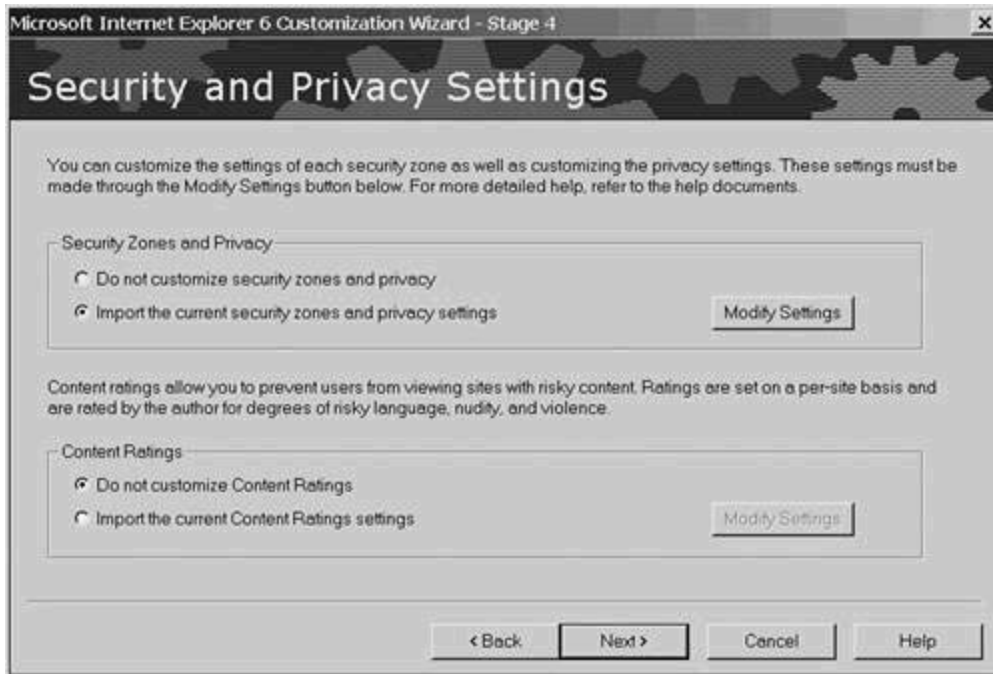 Microsoft Internet Explorer 6 Customization Wizard - Stage 4
Security and Privacy Settings
You can customize the settings of each security zone as well as customizing the privacy settings. These settings must be
made through the Modify Settings button below. For more detailed help, refer to the help documents.
Security Zones and Privacy
Do not customize security zones and privacy
Import the current security zones and privacy settings
Modify Settings
Content ratings allow you to prevent users from viewing sites with risky content. Ratings are set on a per-site basis and
are rated by the author for degrees of risky language, nudity, and violence.
Content Ratings
Do not customize Content Ratings
Import the current Content Ratings settings
Modify Settings
< Back
Next >
Cancel
Help